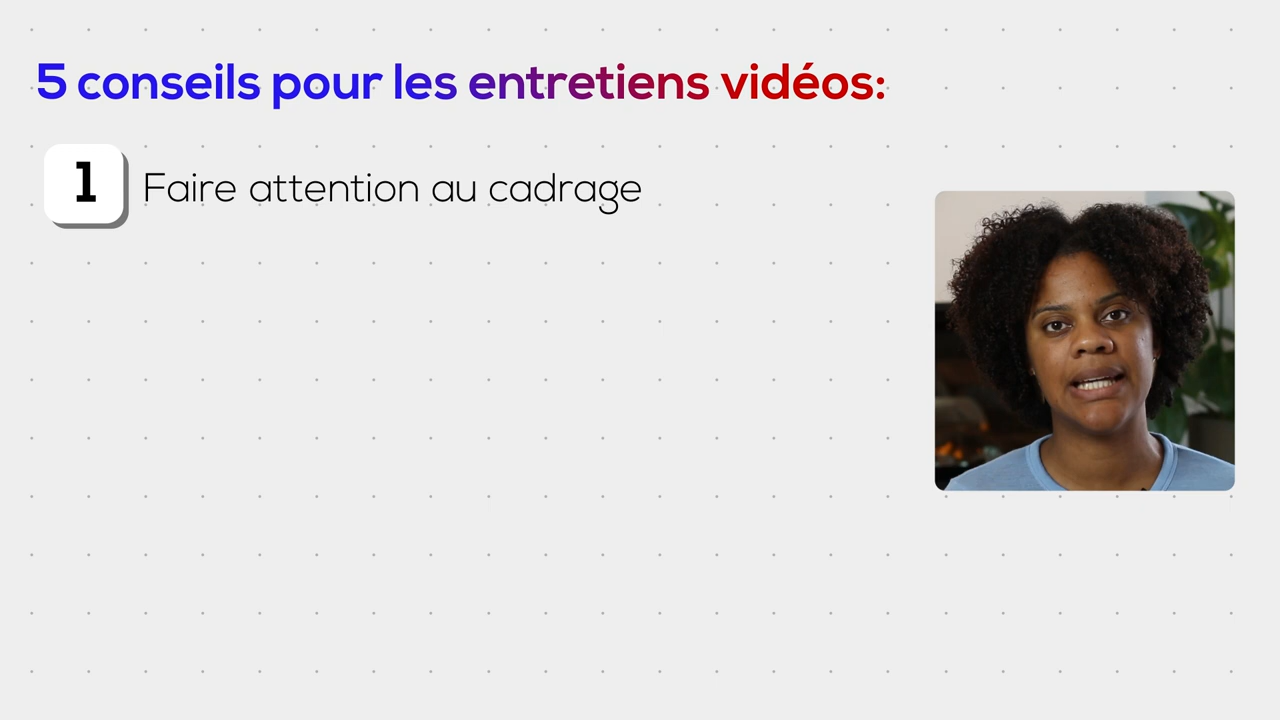 5 conseils pour les entretiens vidéos:
1 Faire attention au cadrage